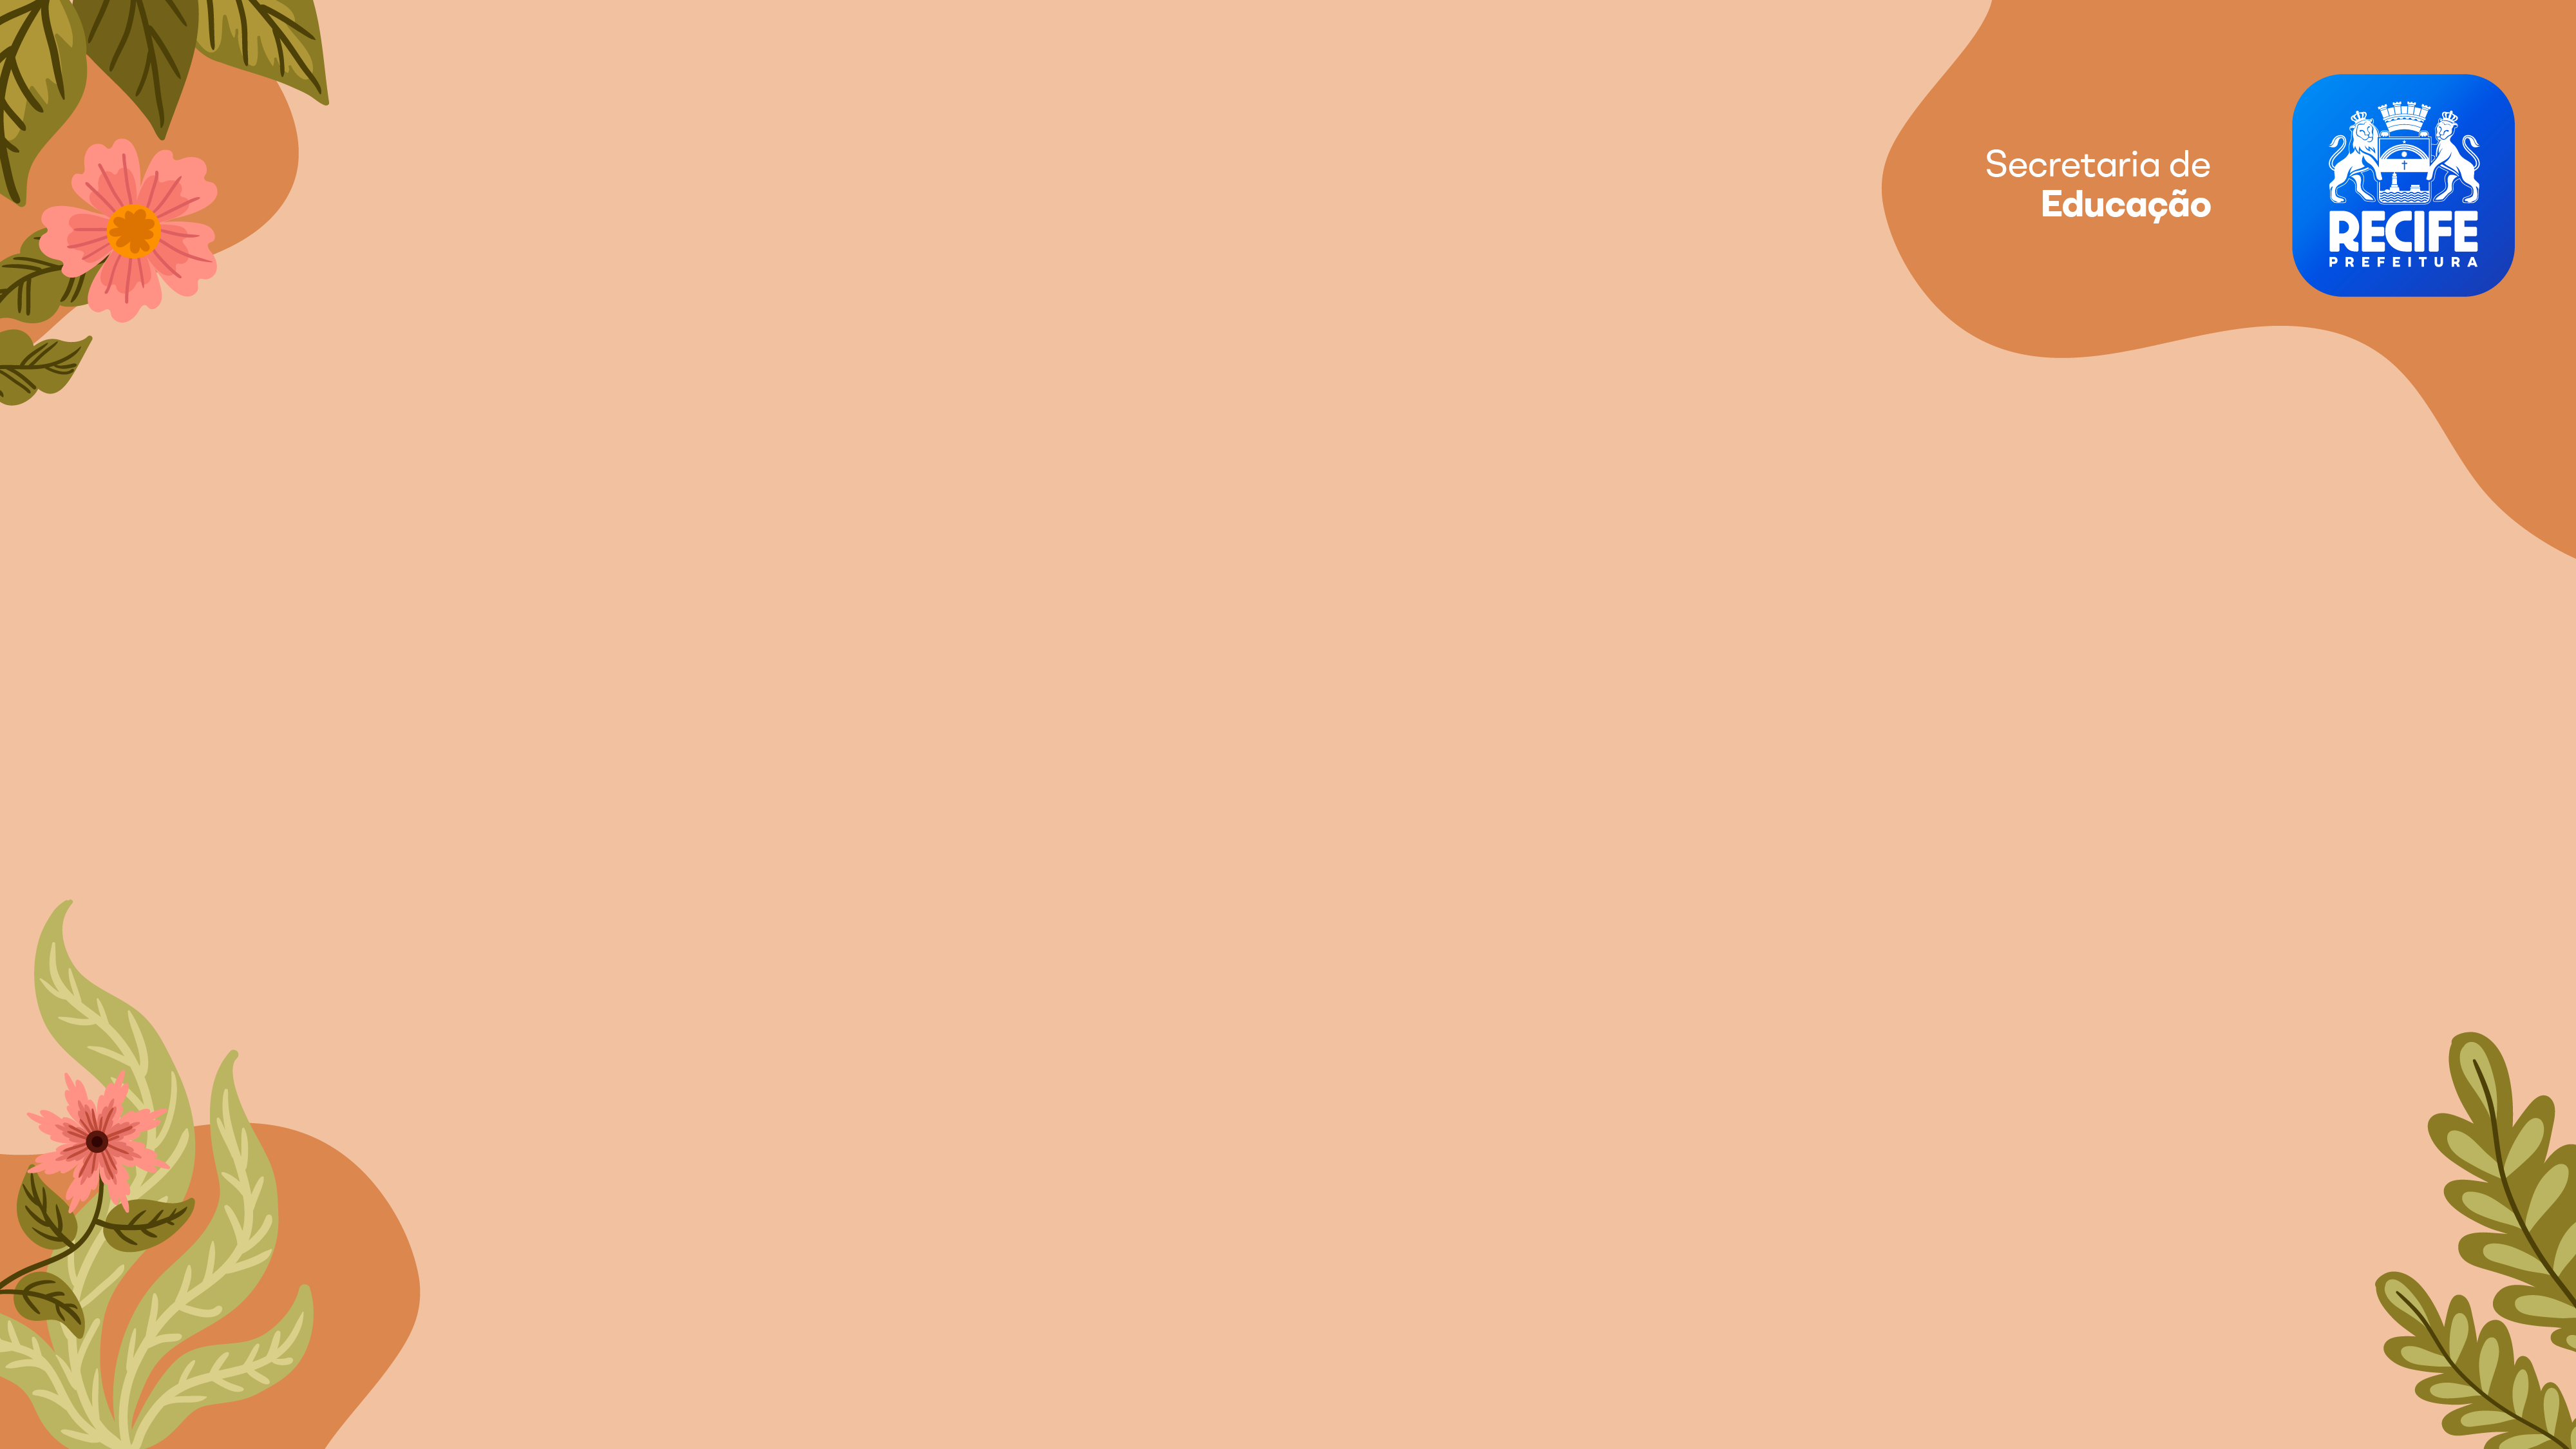 Secretaria de
Educação
RECIFE
PREFEITURA